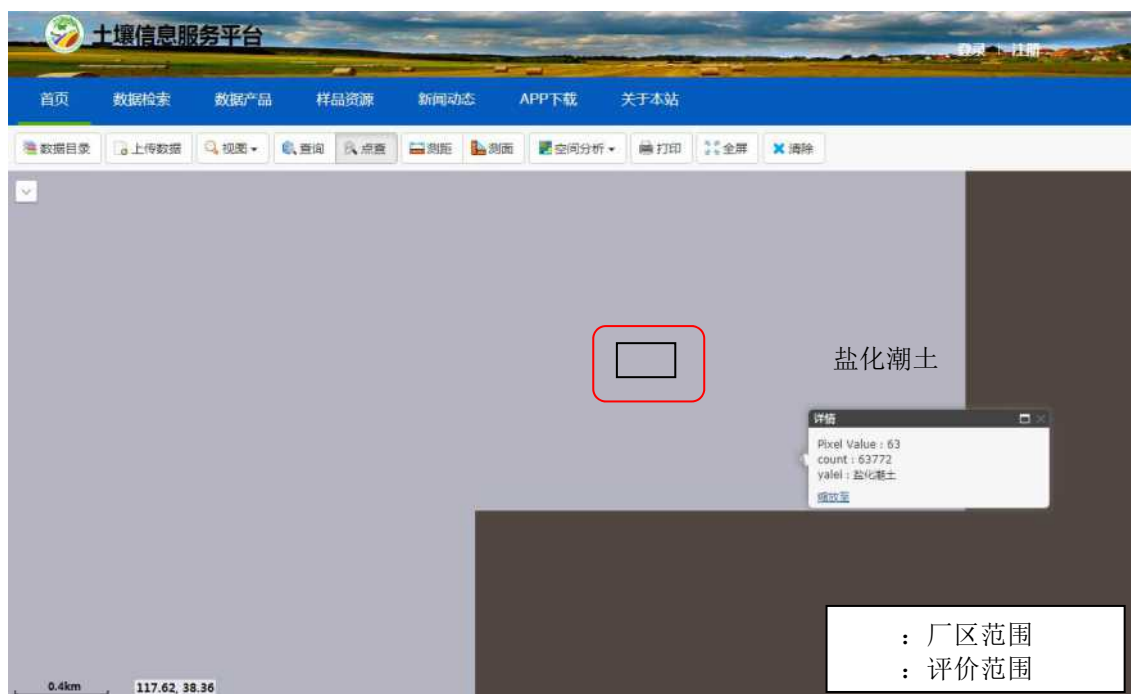 土壤信息服务平台
登录 | 注册
首页 数据检索 数据产品 样品资源 新闻动态 APP下载 关于本站
数据目录 上传数据 视图 查询 点查 测距 测面 空间分析 打印 全屏 清除
盐化潮土
详情
Pixel Value : 63
count : 63772
yalei : 盐化潮土
缩放至
：厂区范围
：评价范围
0.4km 117.62, 38.36